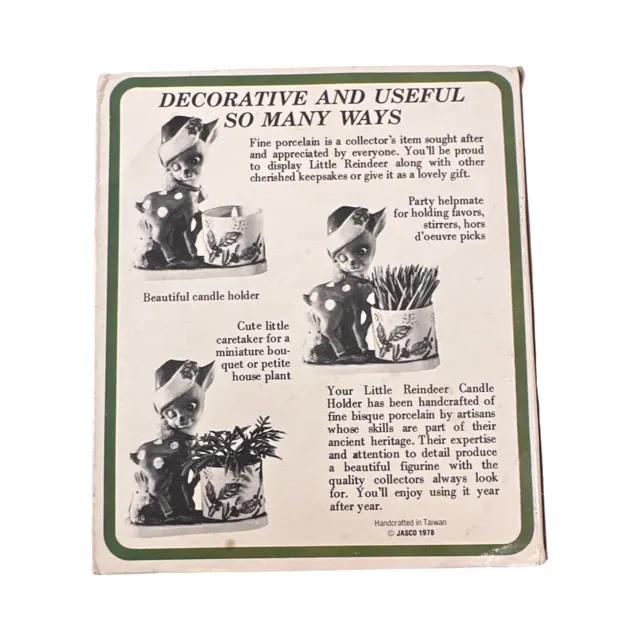 DECORATIVE AND USEFUL
SO MANY WAYS
Fine porcelain is a collector's item sought after
and appreciated by everyone. You'll be proud
to display Little Reindeer along with other
cherished keepsakes or give it as a lovely gift.
Party helpmate
for holding favors,
stirrers, hors
d'oeuvre picks
Beautiful candle holder
Cute little
caretaker for a
miniature bou-
quet or petite
house plant
Your Little Reindeer Candle
Holder has been handcrafted of
fine bisque porcelain by artisans
whose skills are part of their
ancient heritage. Their expertise
and attention to detail produce
a beautiful figurine with the
quality collectors always look
for. You'll enjoy using it year
after year.
Handcrafted in Taiwan
© JASCO 1978